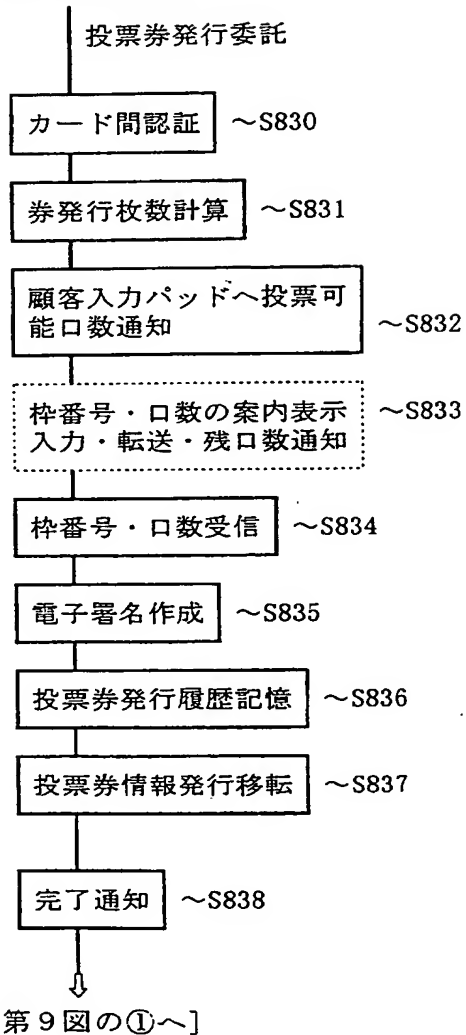 投票券発行委託
カード間認証 ～S830
券発行枚数計算 ～S831
顧客入力パッドへ投票可
能口数通知 ～S832
枠番号・口数の案内表示 ～S833
入力・転送・残口数通知
枠番号・口数受信 ～S834
電子署名作成 ～S835
投票券発行履歴記憶 ～S836
投票券情報発行移転 ～S837
完了通知 ～S838
第9図の①へ]